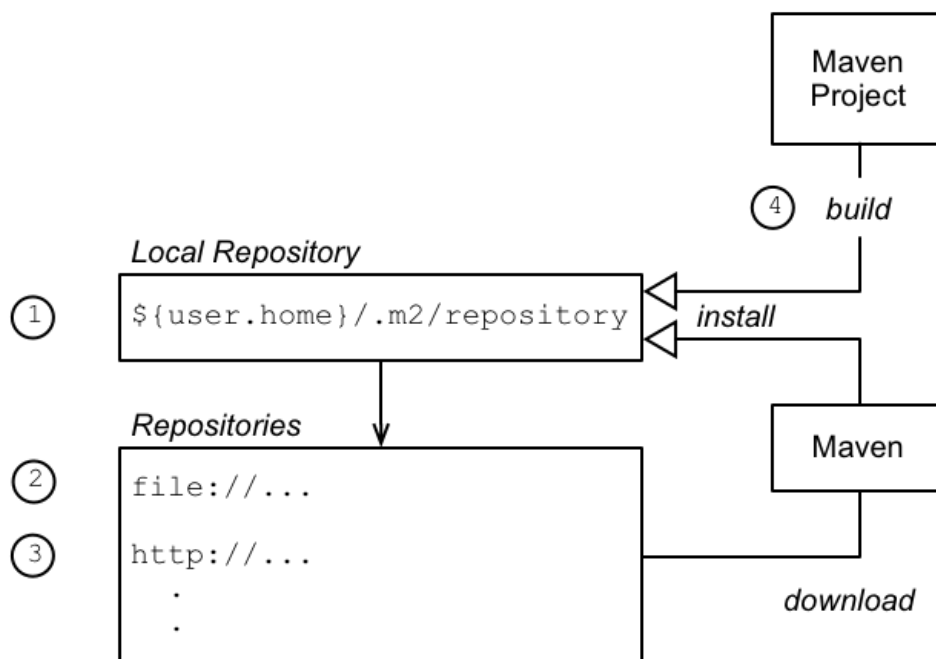 Maven
Project
4 build
Local Repository
1 ${user.home}/.m2/repository
install
Repositories
Maven
2 file://...
3 http://...
.
download
.